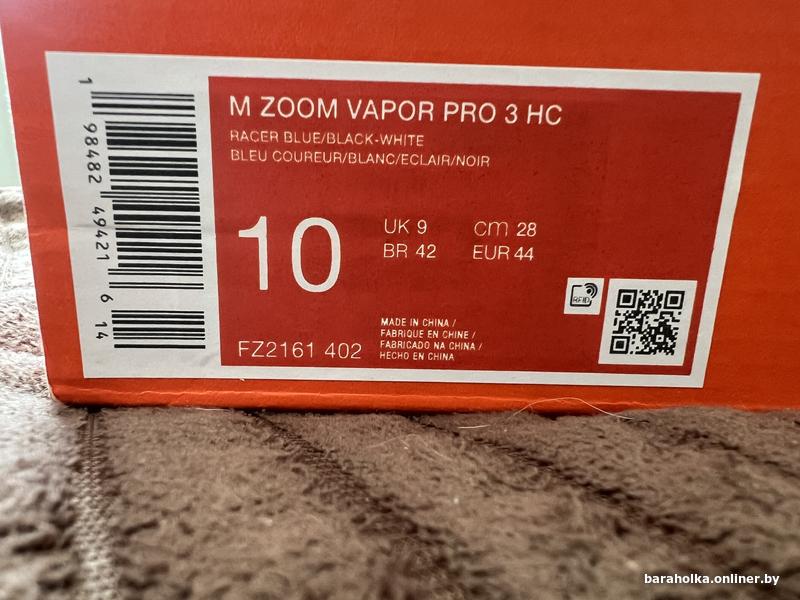 M ZOOM VAPOR PRO 3 HC
RACER BLUE/BLACK-WHITE
BLEU COUREUR/BLANC/ECLAIR/NOIR
10
UK 9 cm 28
BR 42 EUR 44
RFID
MADE IN CHINA /
FABRIQUE EN CHINE /
FABRICADO NA CHINA /
HECHO EN CHINA
FZ2161 402
1 98482 49421 6 14
baraholka.onliner.by